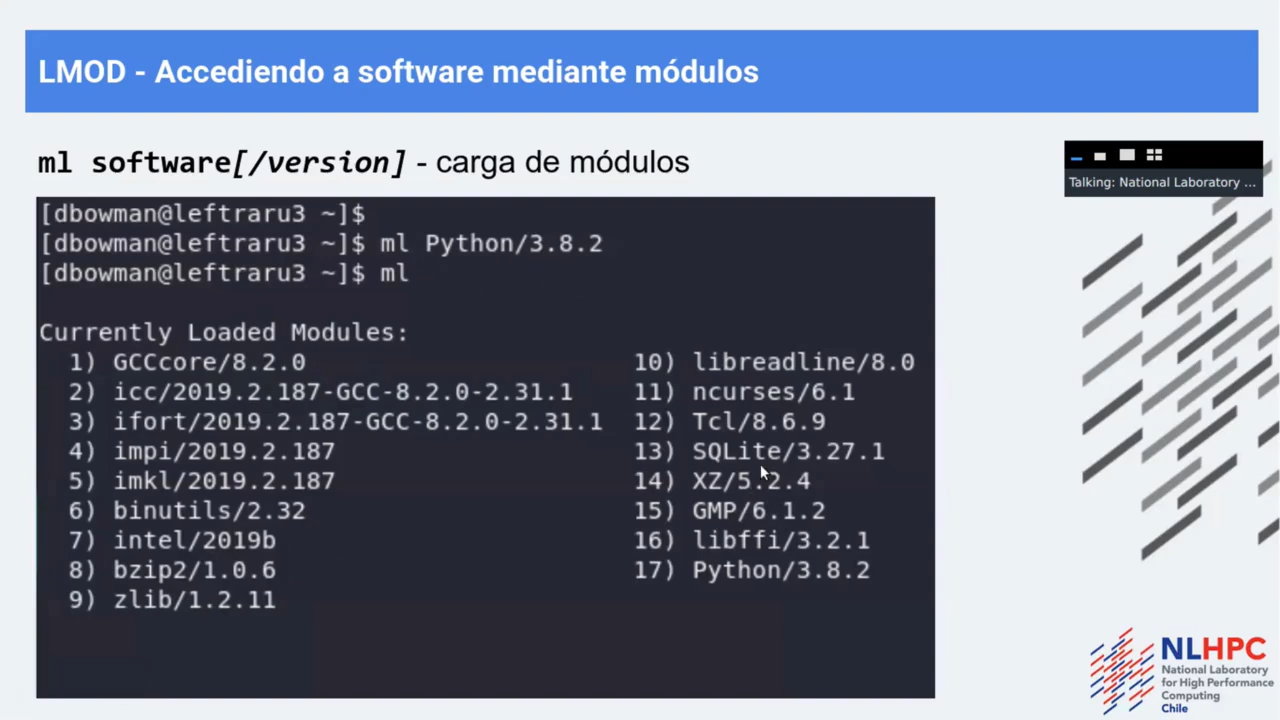 LMOD - Accediendo a software mediante módulos
ml software[/version] - carga de módulos
Talking: National Laboratory ...
[dbowman@leftraru3 ~]$
[dbowman@leftraru3 ~]$ ml Python/3.8.2
[dbowman@leftraru3 ~]$ ml
Currently Loaded Modules:
1) GCCcore/8.2.0
2) icc/2019.2.187-GCC-8.2.0-2.31.1
3) ifort/2019.2.187-GCC-8.2.0-2.31.1
4) impi/2019.2.187
5) imkl/2019.2.187
6) binutils/2.32
7) intel/2019b
8) bzip2/1.0.6
9) zlib/1.2.11
10) libreadline/8.0
11) ncurses/6.1
12) Tcl/8.6.9
13) SQLite/3.27.1
14) XZ/5.2.4
15) GMP/6.1.2
16) libffi/3.2.1
17) Python/3.8.2
NLHPC
National Laboratory
for High Performance
Computing
Chile